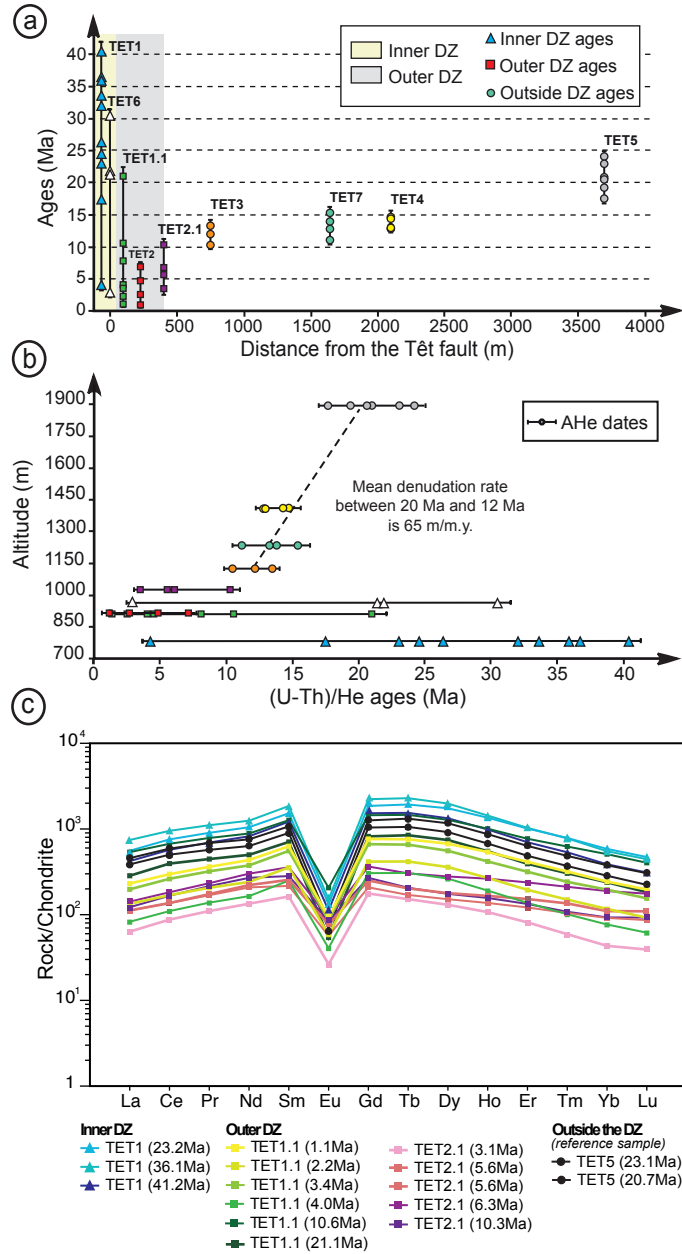 a
TET1
TET6
TET1.1
TET2
TET2.1
TET3
TET7
TET4
TET5
Inner DZ
Outer DZ
Inner DZ ages
Outer DZ ages
Outside DZ ages
Ages (Ma)
40
35
30
25
20
15
10
5
0
0 500 1000 1500 2000 2500 3000 3500 4000
Distance from the Têt fault (m)
b
AHe dates
Mean denudation rate
between 20 Ma and 12 Ma
is 65 m/m.y.
Altitude (m)
1900
1750
1600
1450
1300
1150
1000
850
700
0 5 10 15 20 25 30 35 40
(U-Th)/He ages (Ma)
c
Rock/Chondrite
10⁴
10³
10²
10¹
1
La Ce Pr Nd Sm Eu Gd Tb Dy Ho Er Tm Yb Lu
Inner DZ
TET1 (23.2Ma)
TET1 (36.1Ma)
TET1 (41.2Ma)
Outer DZ
TET1.1 (1.1Ma)
TET1.1 (2.2Ma)
TET1.1 (3.4Ma)
TET1.1 (4.0Ma)
TET1.1 (10.6Ma)
TET1.1 (21.1Ma)
TET2.1 (3.1Ma)
TET2.1 (5.6Ma)
TET2.1 (5.6Ma)
TET2.1 (6.3Ma)
TET2.1 (10.3Ma)
Outside the DZ
(reference sample)
TET5 (23.1Ma)
TET5 (20.7Ma)